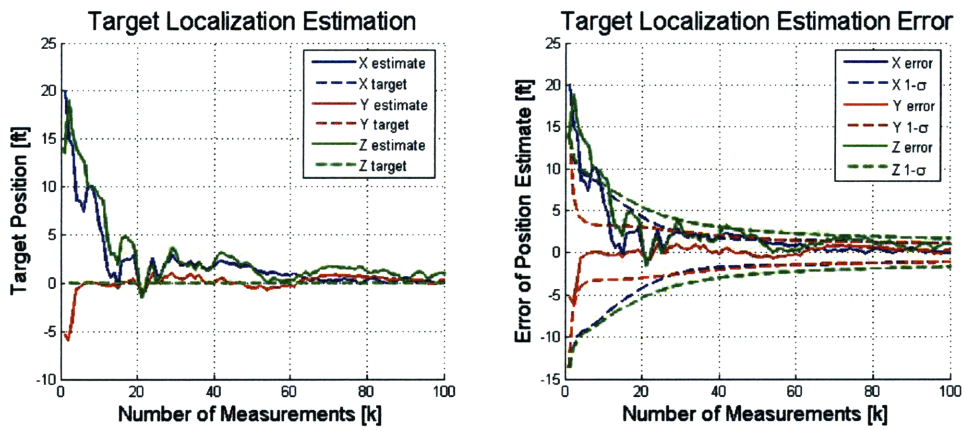 Target Localization Estimation
Target Position [ft]
25
20
15
10
5
0
-5
-10
X estimate
X target
Y estimate
Y target
Z estimate
Z target
0
20
40
60
80
100
Number of Measurements [k]
Target Localization Estimation Error
Error of Position Estimate [ft]
25
20
15
10
5
0
-5
-10
-15
X error
X 1-σ
Y error
Y 1-σ
Z error
Z 1-σ
0
20
40
60
80
100
Number of Measurements [k]